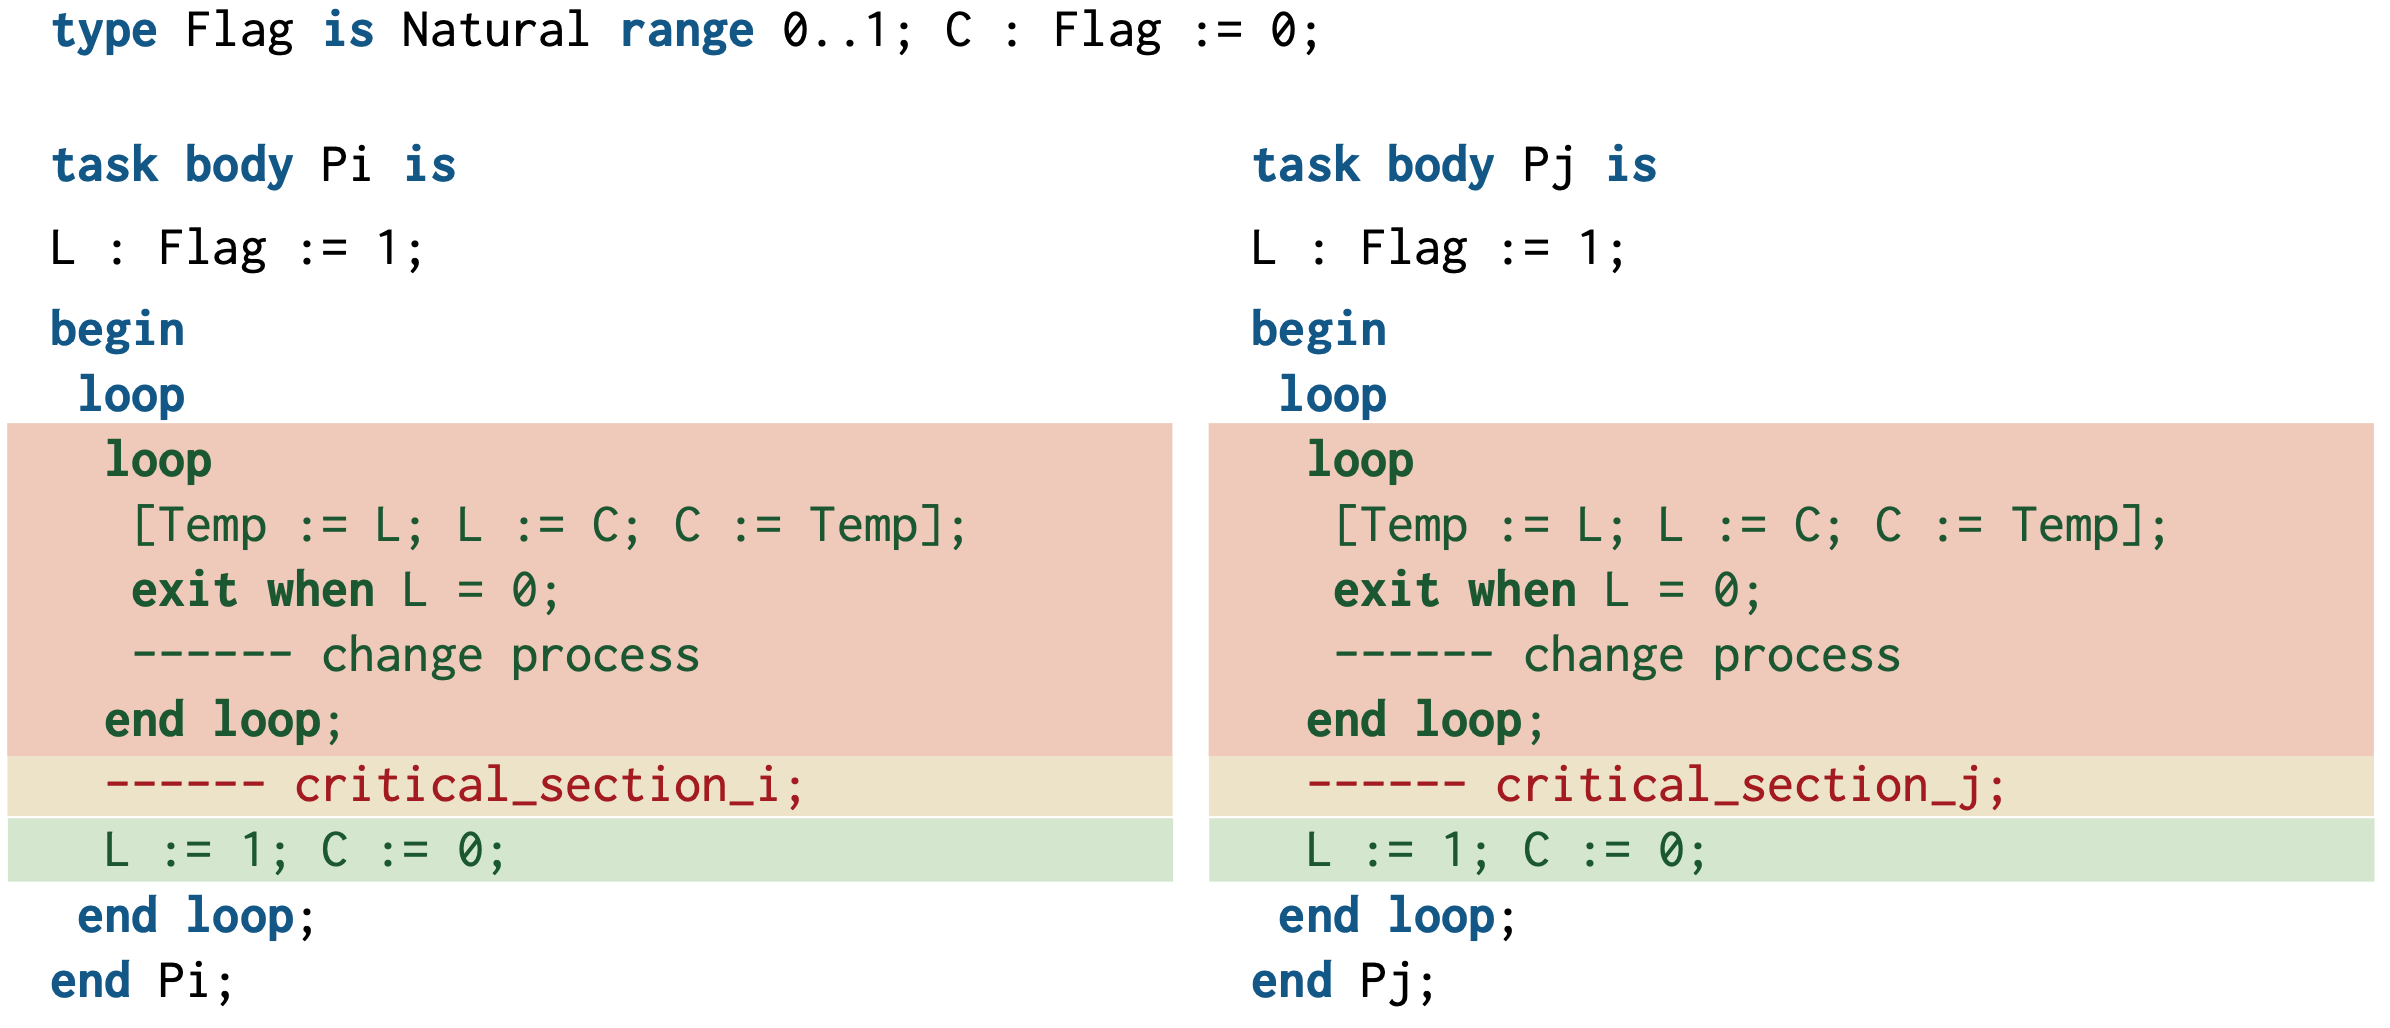 type Flag is Natural range 0..1; C : Flag := 0;
task body Pi is
L : Flag := 1;
begin
loop
loop
[Temp := L; L := C; C := Temp];
exit when L = 0;
------ change process
end loop;
------ critical_section_i;
L := 1; C := 0;
end loop;
end Pi;
task body Pj is
L : Flag := 1;
begin
loop
loop
[Temp := L; L := C; C := Temp];
exit when L = 0;
------ change process
end loop;
------ critical_section_j;
L := 1; C := 0;
end loop;
end Pj;